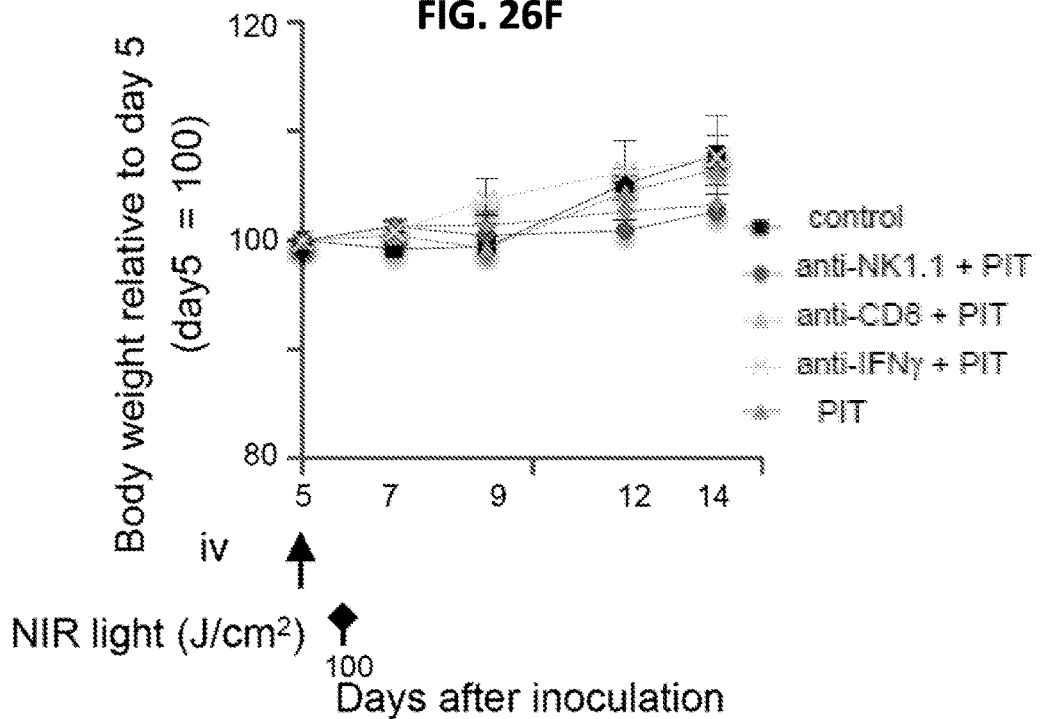 FIG. 26F
Body weight relative to day 5
(day5 = 100)
120
100
80
5 7 9 12 14
control
anti-NK1.1 + PIT
anti-CD8 + PIT
anti-IFNγ + PIT
PIT
iv
NIR light (J/cm²)
100
Days after inoculation